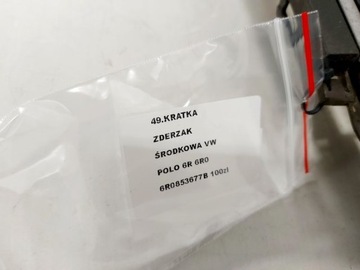 49.KRATKA
ZDERZAK
ŚRODKOWA VW
POLO 6R 6R0
6R0853677B 100zł